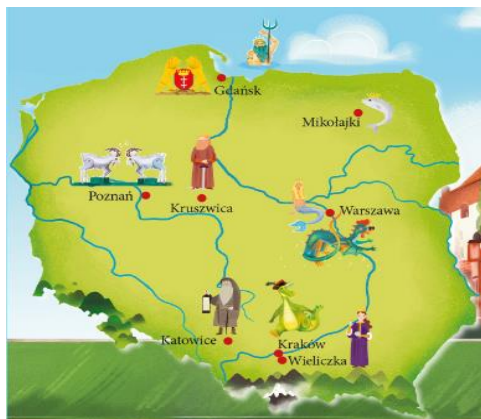 Gdańsk
Mikołajki
Poznań
Kruszwica
Warszawa
Katowice
Kraków
Wieliczka